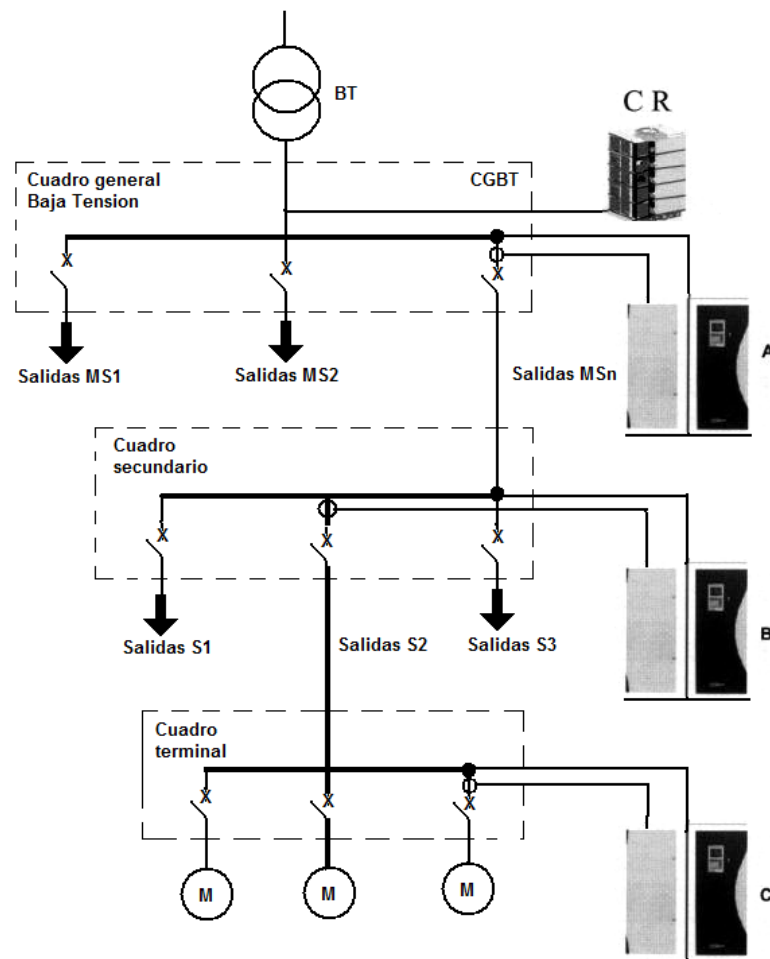 BT
C R
Cuadro general
Baja Tension
CGBT
X
X
X
Salidas MS1
Salidas MS2
Salidas MSn
A
Cuadro
secundario
X
X
X
Salidas S1
Salidas S2
Salidas S3
B
Cuadro
terminal
X
X
X
M
M
M
C